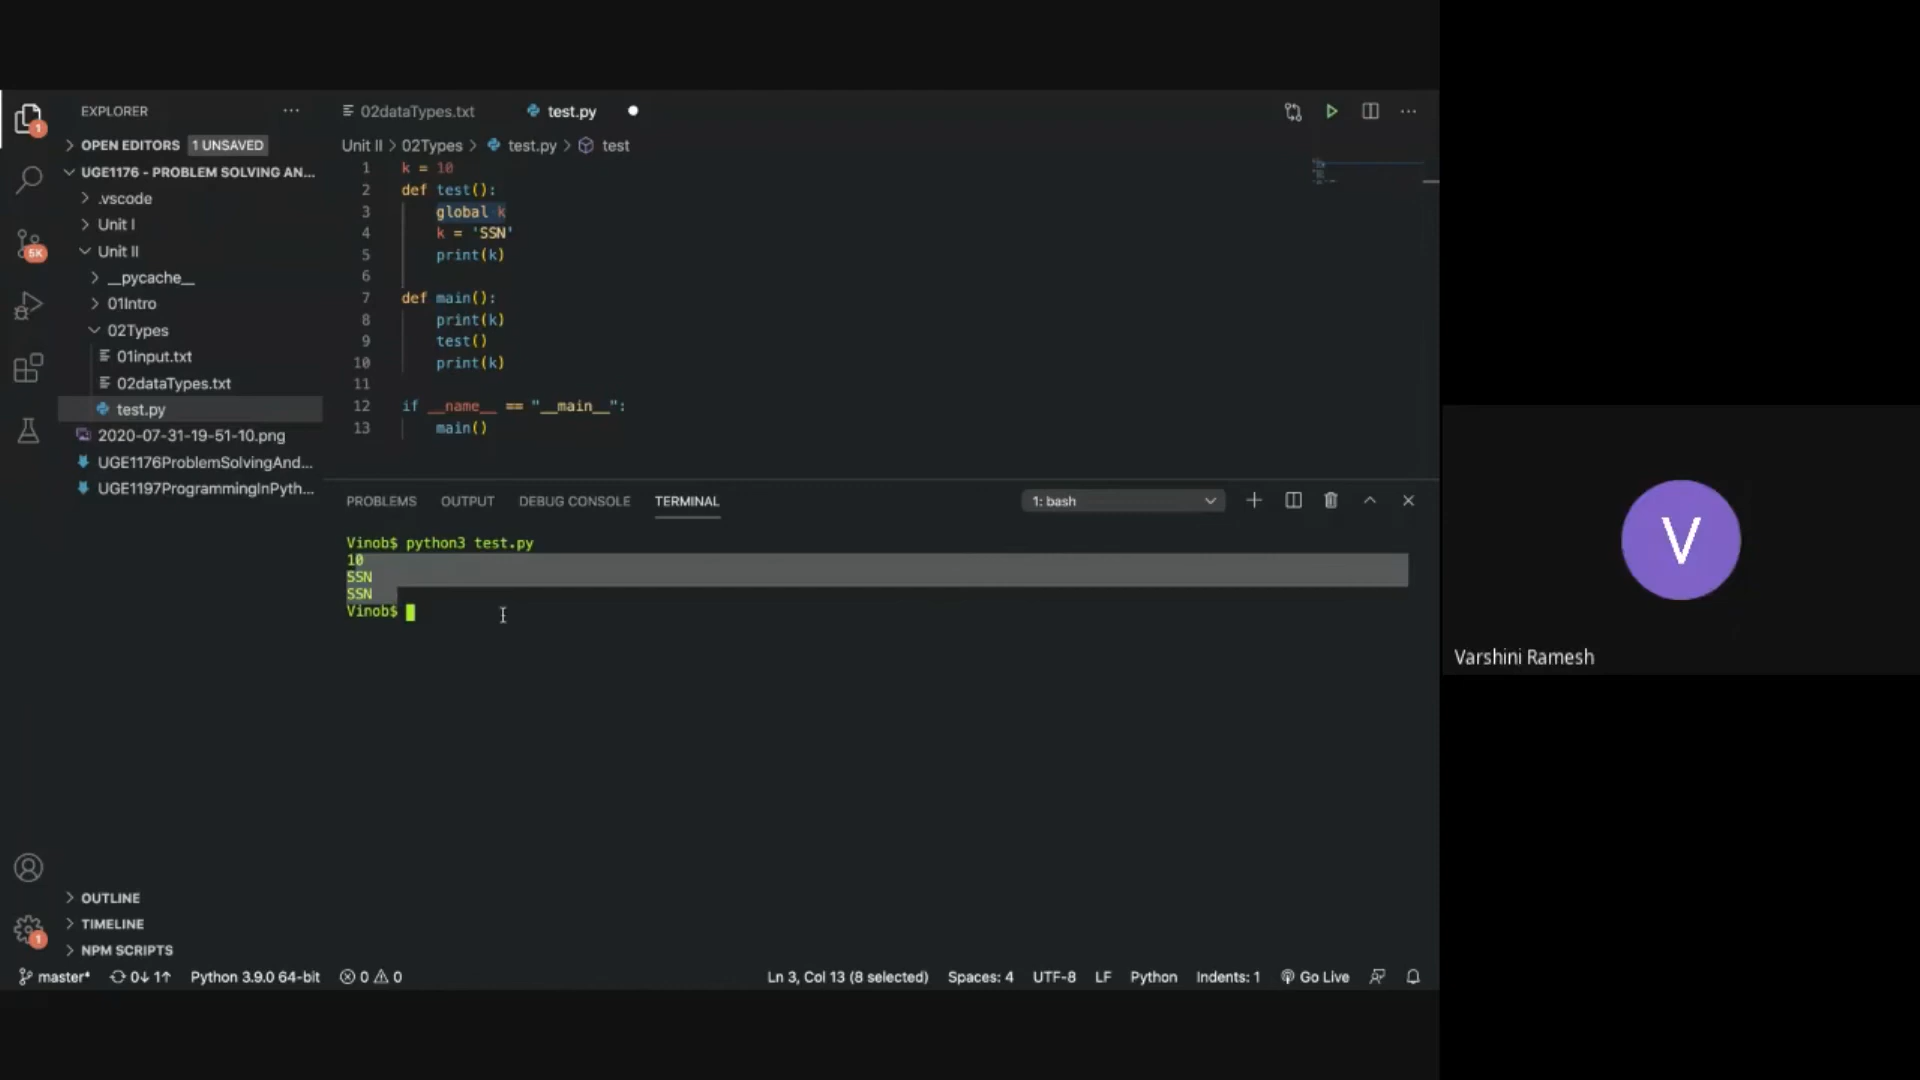 EXPLORER
OPEN EDITORS 1 UNSAVED
UGE1176 - PROBLEM SOLVING AN...
.vscode
Unit I
Unit II
__pycache__
01Intro
02Types
01input.txt
02dataTypes.txt
test.py
2020-07-31-19-51-10.png
UGE1176ProblemSolvingAnd...
UGE1197ProgrammingInPyth...
OUTLINE
TIMELINE
NPM SCRIPTS
1
5K
1
02dataTypes.txt
test.py
Unit II > 02Types > test.py > test
1 k = 10
2 def test():
3 global k
4 k = 'SSN'
5 print(k)
6
7 def main():
8 print(k)
9 test()
10 print(k)
11
12 if __name__ == "__main__":
13 main()
PROBLEMS OUTPUT DEBUG CONSOLE TERMINAL 1: bash
Vinob$ python3 test.py
10
SSN
SSN
Vinob$
master* 0↓ 1↑ Python 3.9.0 64-bit 0 0 Ln 3, Col 13 (8 selected) Spaces: 4 UTF-8 LF Python Indents: 1 Go Live
V
Varshini Ramesh